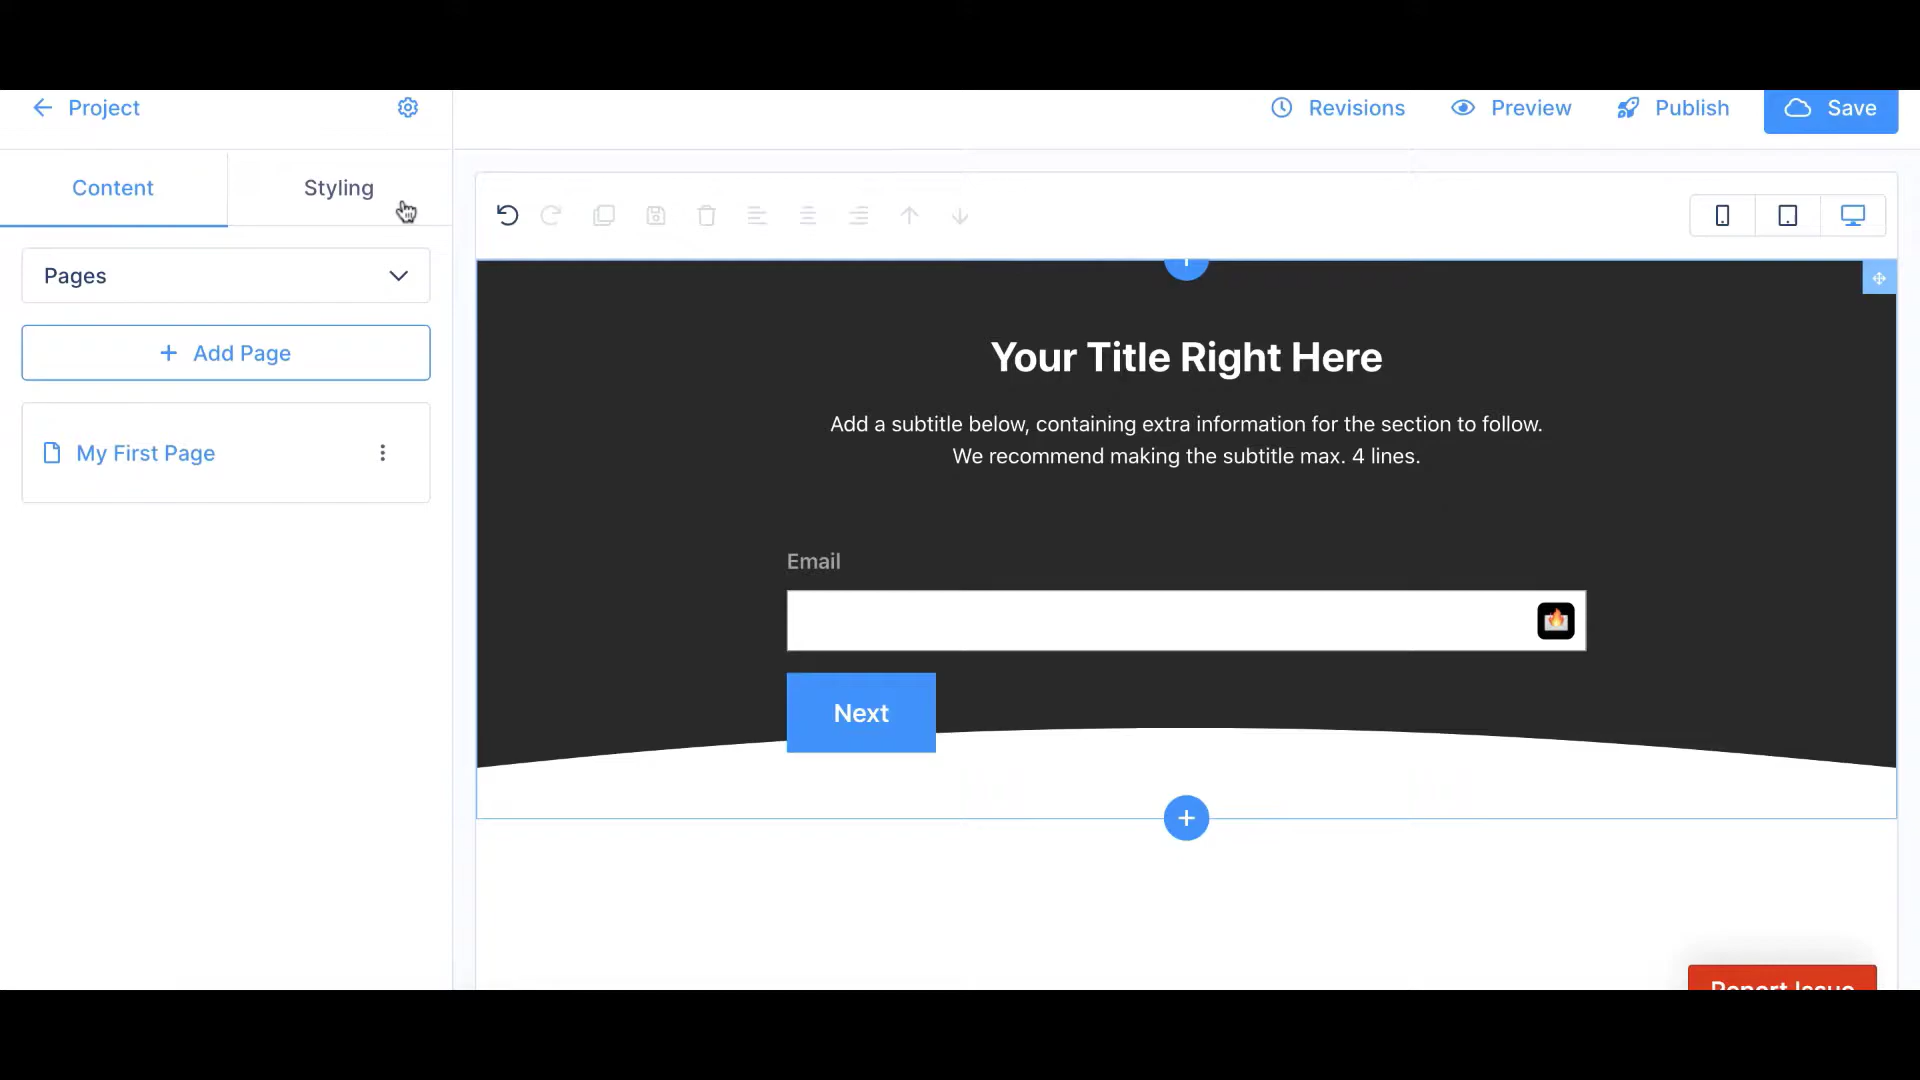 Project
Revisions
Preview
Publish
Save
Content
Styling
Pages
Add Page
My First Page
Your Title Right Here
Add a subtitle below, containing extra information for the section to follow.
We recommend making the subtitle max. 4 lines.
Email
Next
Report Issue